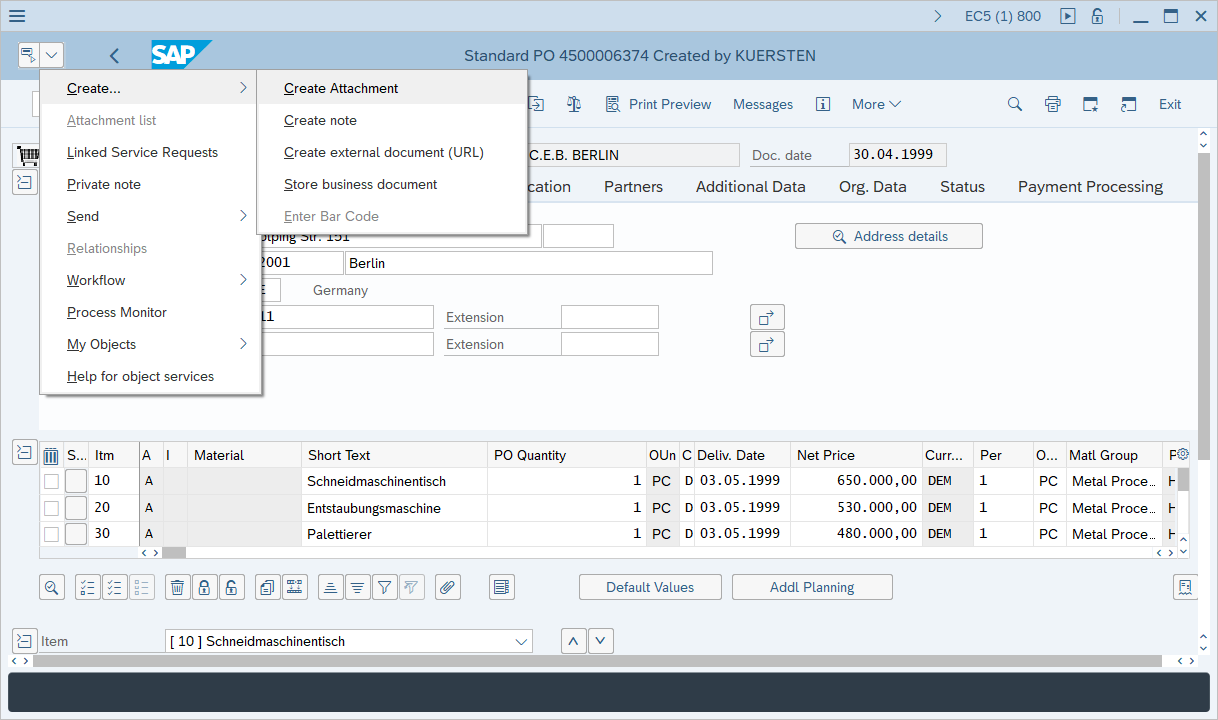 EC5 (1) 800
SAP
Standard PO 4500006374 Created by KUERSTEN
Create...
Attachment list
Linked Service Requests
Private note
Send
Relationships
Workflow
Process Monitor
My Objects
Help for object services
Create Attachment
Create note
Create external document (URL)
Store business document
Enter Bar Code
Print Preview Messages More Exit
C.E.B. BERLIN Doc. date 30.04.1999
Partners Additional Data Org. Data Status Payment Processing
Str. 151 Address details
2001 Berlin
Germany
11 Extension
Extension
S... Itm A I Material Short Text PO Quantity OUn C Deliv. Date Net Price Curr... Per O... Matl Group
10 A Schneidmaschinentisch 1 PC D 03.05.1999 650.000,00 DEM 1 PC Metal Proce...
20 A Entstaubungsmaschine 1 PC D 03.05.1999 530.000,00 DEM 1 PC Metal Proce...
30 A Palettierer 1 PC D 03.05.1999 480.000,00 DEM 1 PC Metal Proce...
Default Values Addl Planning
Item [ 10 ] Schneidmaschinentisch